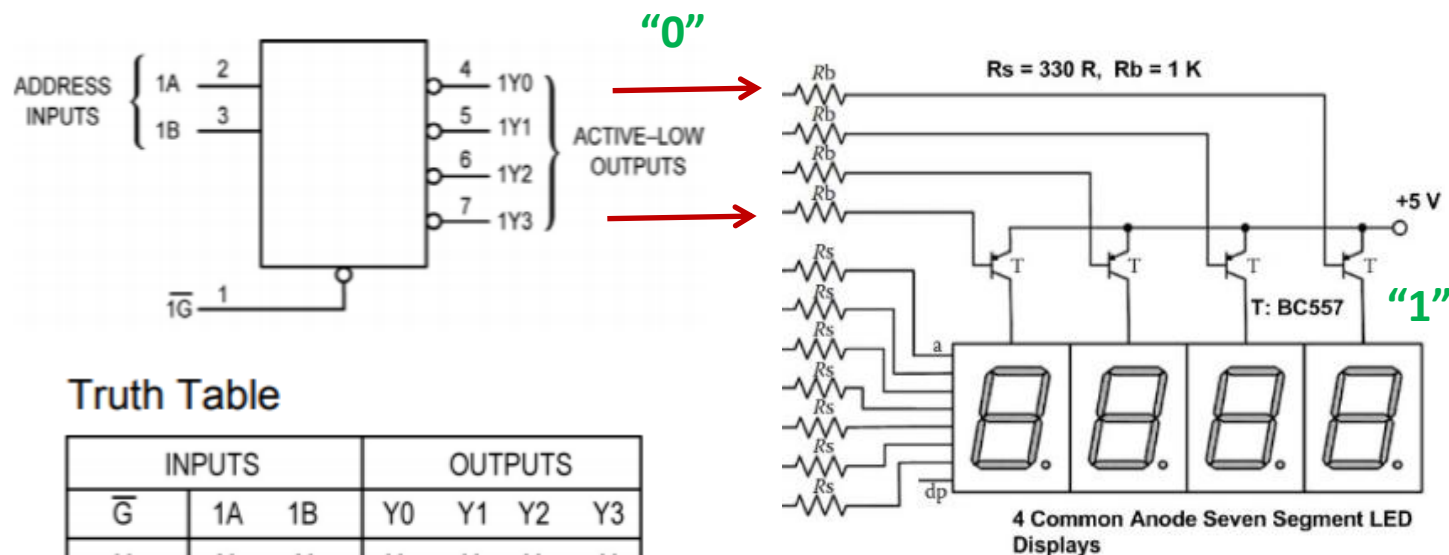 “0”
ADDRESS
INPUTS
1A
2
1B
3
4
1Y0
5
1Y1
6
1Y2
7
1Y3
ACTIVE–LOW
OUTPUTS
1G
1
Truth Table
INPUTS OUTPUTS
G 1A 1B Y0 Y1 Y2 Y3
Rs = 330 R, Rb = 1 K
Rb
Rb
Rb
Rb
+5 V
T
T
T
T
T: BC557
“1”
Rs
Rs
Rs
Rs
Rs
Rs
Rs
a
dp
4 Common Anode Seven Segment LED
Displays